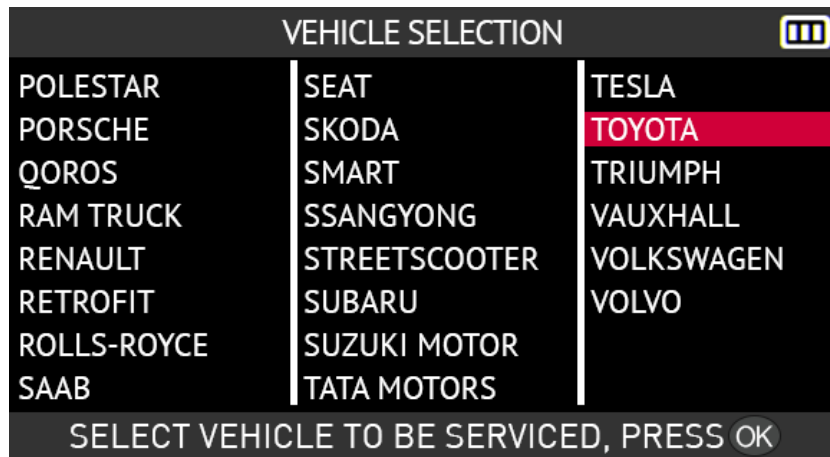 VEHICLE SELECTION
POLESTAR
PORSCHE
QOROS
RAM TRUCK
RENAULT
RETROFIT
ROLLS-ROYCE
SAAB
SEAT
SKODA
SMART
SSANGYONG
STREETSCOOTER
SUBARU
SUZUKI MOTOR
TATA MOTORS
TESLA
TOYOTA
TRIUMPH
VAUXHALL
VOLKSWAGEN
VOLVO
SELECT VEHICLE TO BE SERVICED, PRESS OK